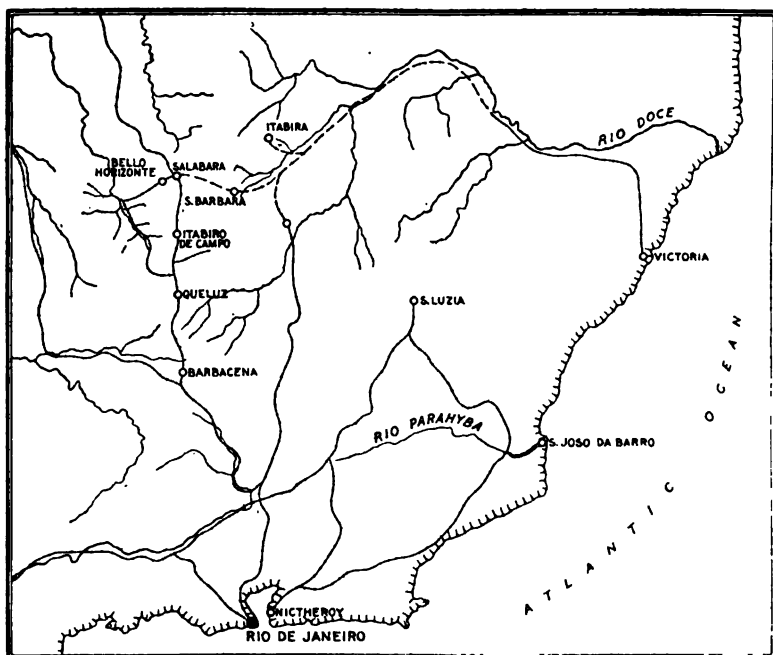 ITABIRA
RIO DOCE
BELLO
HORIZONTE
SALABARA
S. BARBARA
ITABIRO
DE CAMPO
VICTORIA
QUELUZ
S. LUZIA
BARBACENA
RIO PARAHYBA
S. JOSO DA BARRO
ATLANTIC OCEAN
NICTHEROY
RIO DE JANEIRO